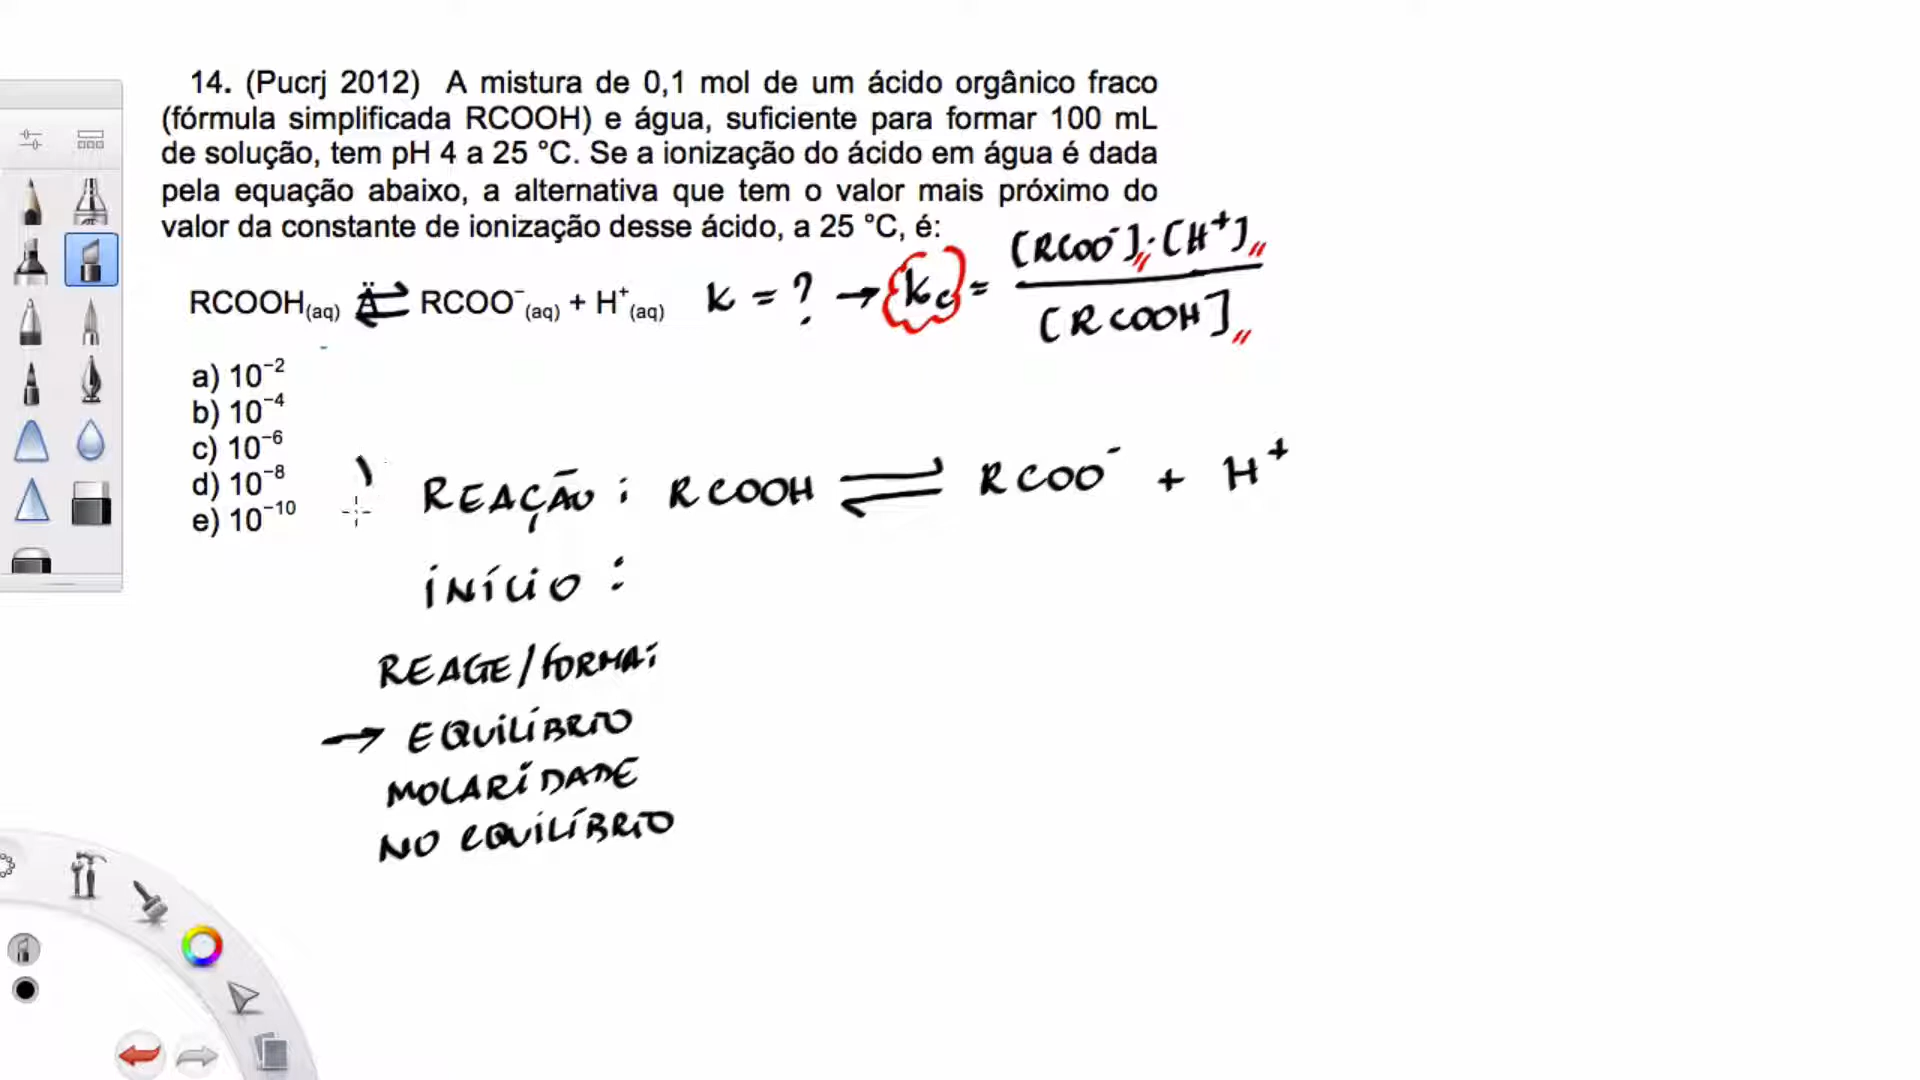 14. (Pucrj 2012) A mistura de 0,1 mol de um ácido orgânico fraco
(fórmula simplificada RCOOH) e água, suficiente para formar 100 mL
de solução, tem pH 4 a 25 °C. Se a ionização do ácido em água é dada
pela equação abaixo, a alternativa que tem o valor mais próximo do
valor da constante de ionização desse ácido, a 25 °C, é:
RCOOH(aq) ⇌ RCOO⁻(aq) + H⁺(aq) K = ? → Kc = [RCOO⁻] · [H⁺] / [RCOOH]
a) 10⁻²
b) 10⁻⁴
c) 10⁻⁶
d) 10⁻⁸
e) 10⁻¹⁰
REAÇÃO : RCOOH ⇌ RCOO⁻ + H⁺
INÍCIO :
REAGE/FORMA:
→ EQUILÍBRIO
MOLARIDADE
NO EQUILÍBRIO